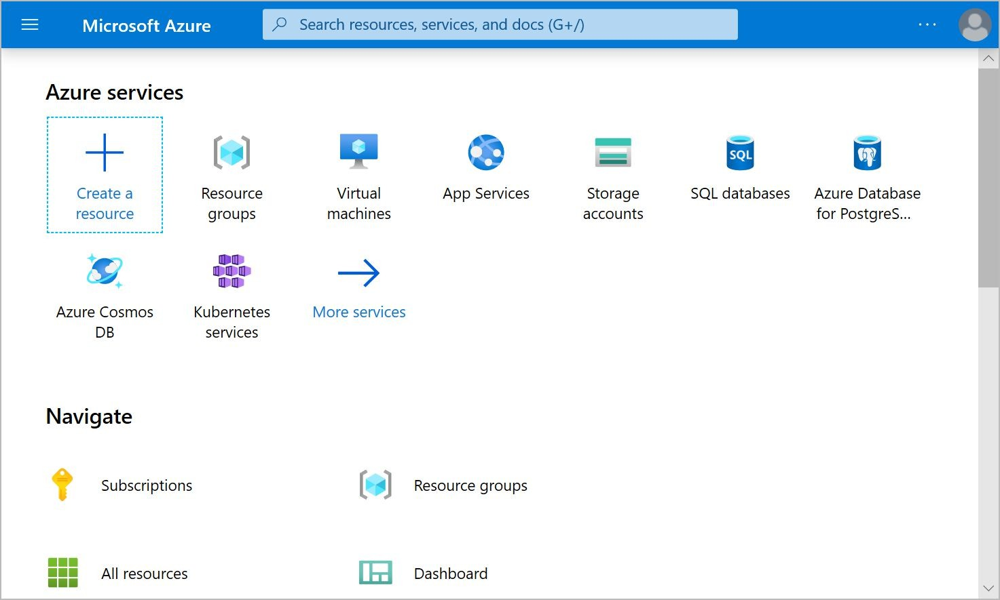 Microsoft Azure
Search resources, services, and docs (G+/)
...
Azure services
Create a
resource
Resource
groups
Virtual
machines
App Services
Storage
accounts
SQL
SQL databases
Azure Database
for PostgreS...
Azure Cosmos
DB
Kubernetes
services
More services
Navigate
Subscriptions
Resource groups
All resources
Dashboard